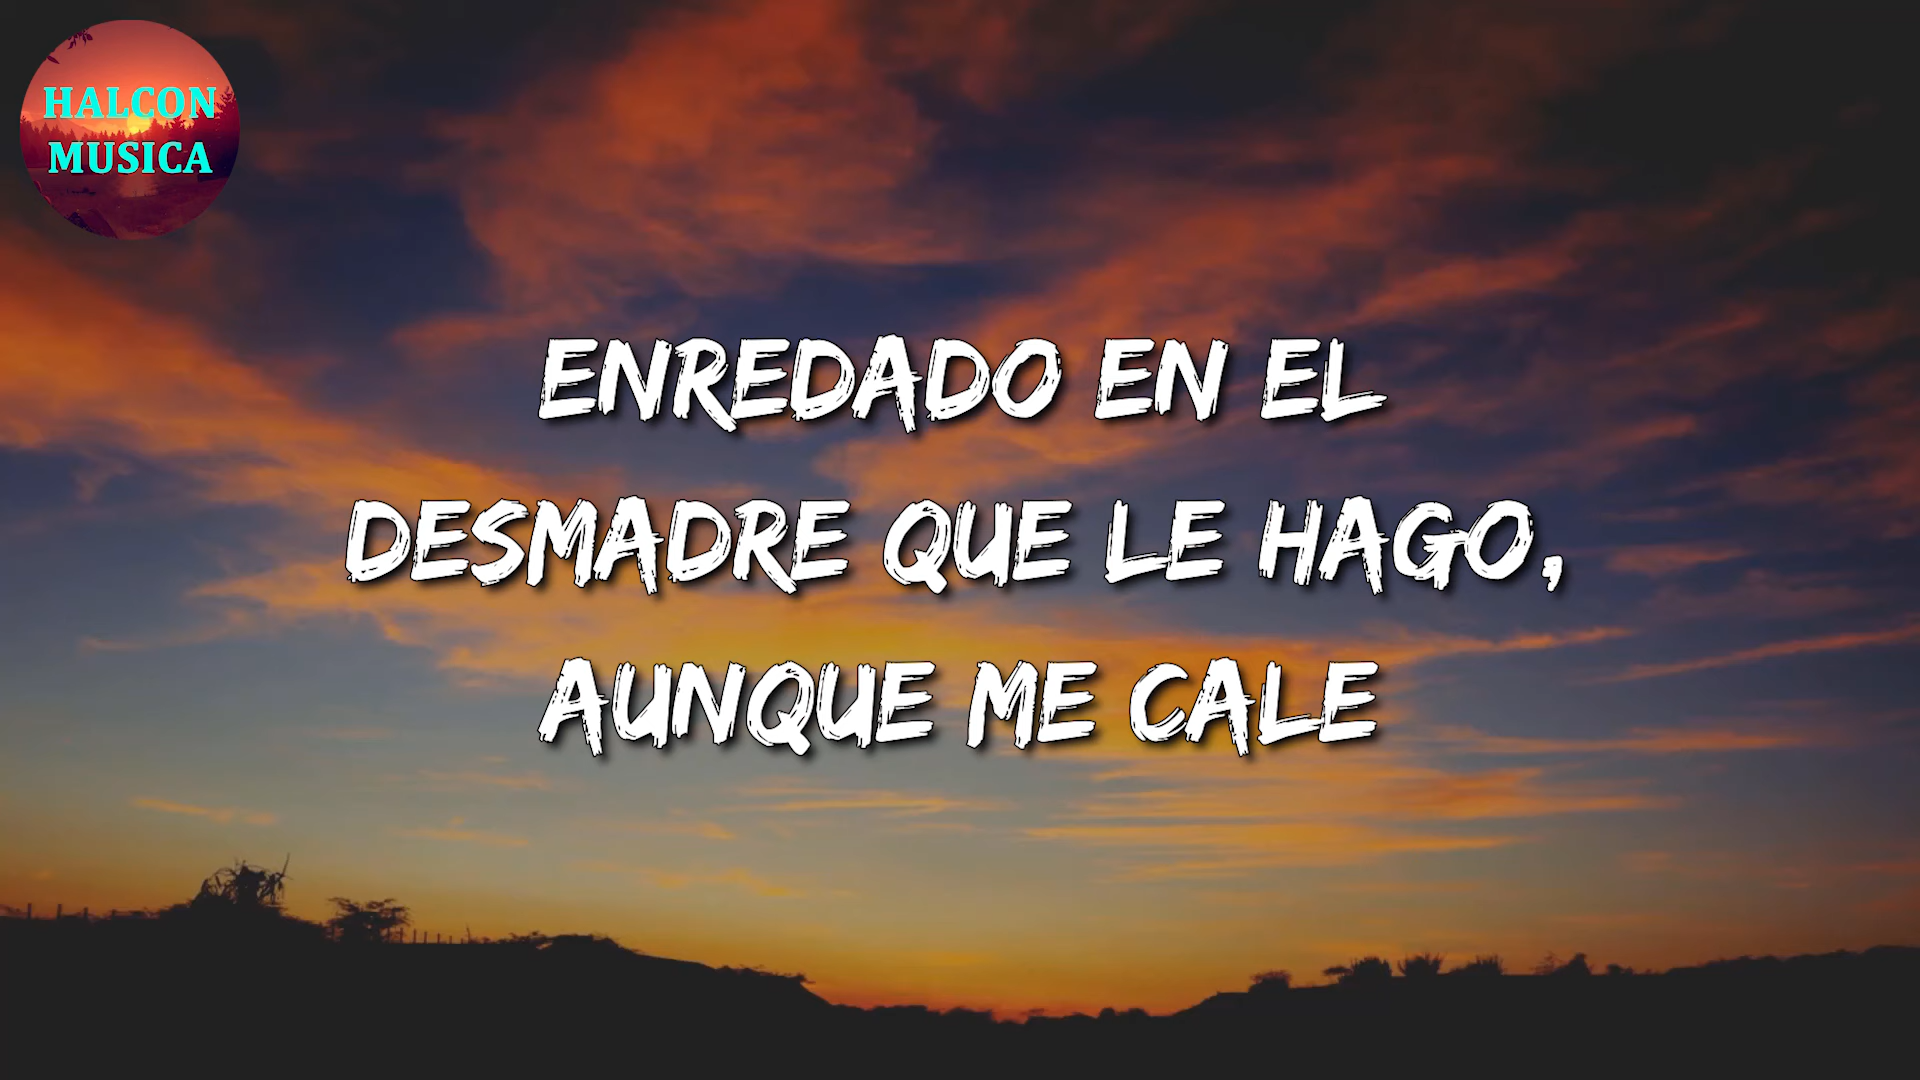 HALCON
MUSICA
ENREDADO EN EL
DESMADRE QUE LE HAGO,
AUNQUE ME CALE